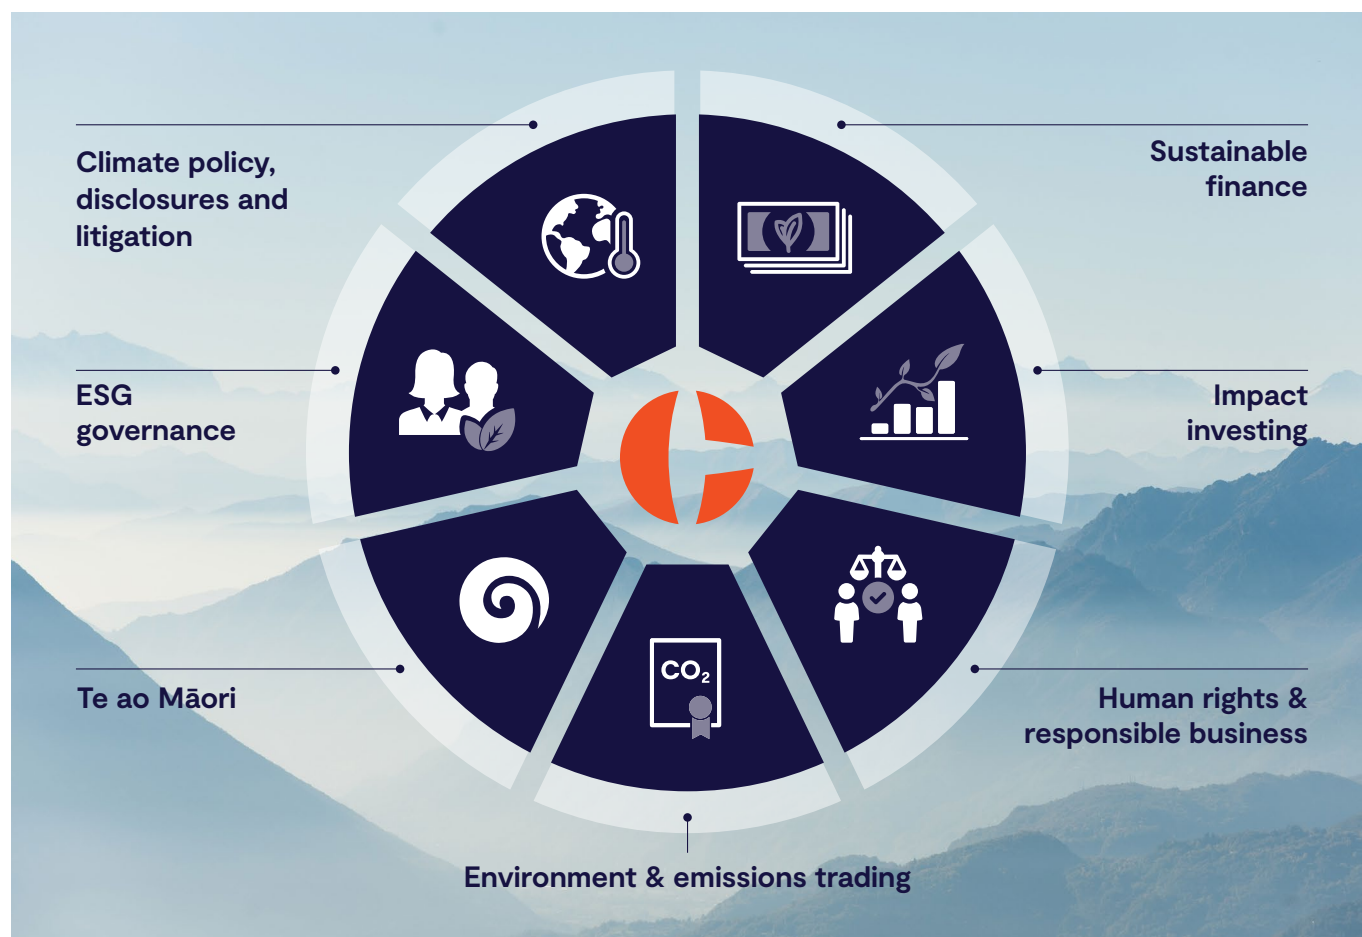 Climate policy,
disclosures and
litigation
Sustainable
finance
ESG
governance
Impact
investing
Te ao Māori
Human rights &
responsible business
CO₂
Environment & emissions trading